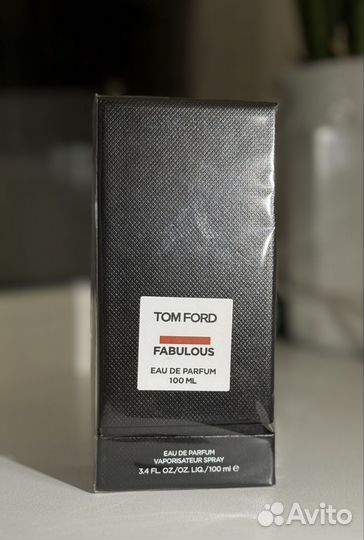 TOM FORD
FABULOUS
EAU DE PARFUM
100 ML
EAU DE PARFUM
VAPORISATEUR SPRAY
3.4 FL. OZ./OZ. LIQ./100 ml ℮
Avito